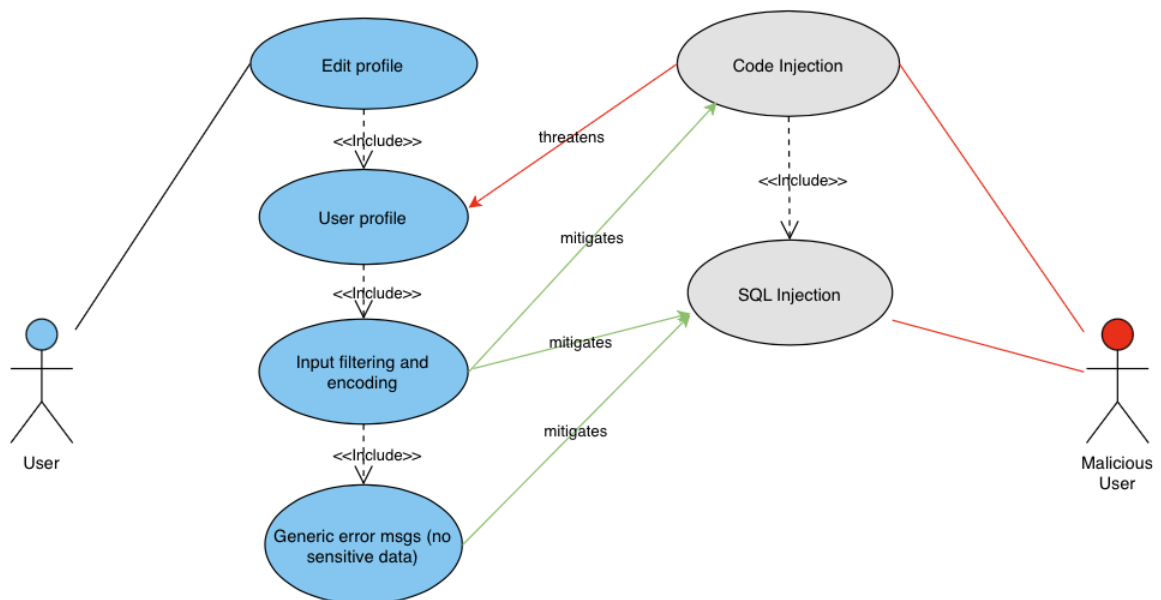 Edit profile
Code Injection
<<Include>>
threatens
<<Include>>
User profile
mitigates
<<Include>>
SQL Injection
mitigates
Input filtering and
encoding
mitigates
<<Include>>
User
Malicious
User
Generic error msgs (no
sensitive data)